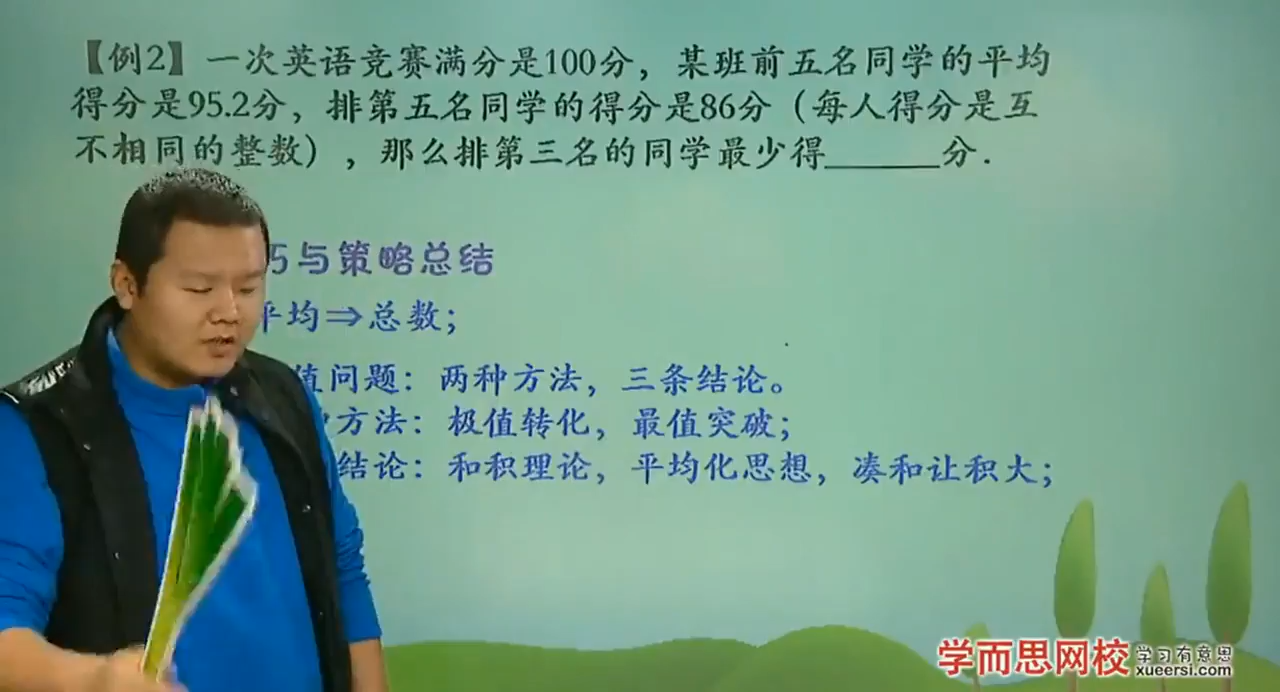 【例2】一次英语竞赛满分是100分，某班前五名同学的平均
得分是95.2分，排第五名同学的得分是86分（每人得分是互
不相同的整数），那么排第三名的同学最少得______分．
巧与策略总结
平均⇒总数；
值问题：两种方法，三条结论。
方法：极值转化，最值突破；
结论：和积理论，平均化思想，凑和让积大；
学而思网校 学习有意思
xueersi.com